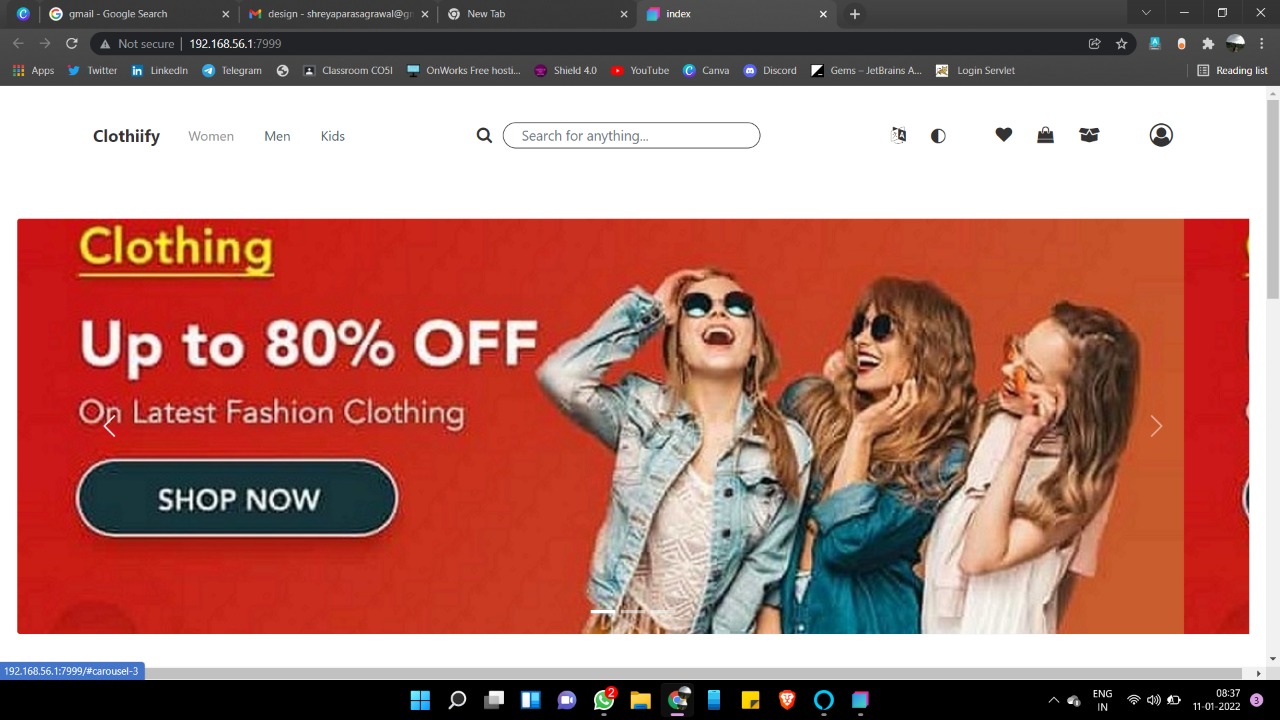 gmail - Google Search
design - shreyaparasagrawal@g
New Tab
index
Not secure | 192.168.56.1:7999
Apps
Twitter
LinkedIn
Telegram
Classroom CO5I
OnWorks Free hosti...
Shield 4.0
YouTube
Canva
Discord
Gems – JetBrains A...
Login Servlet
Reading list
Clothiify
Women
Men
Kids
Search for anything...
Clothing
Up to 80% OFF
On Latest Fashion Clothing
SHOP NOW
192.168.56.1:7999/#carousel-3
2
ENG
IN
08:37
11-01-2022
3